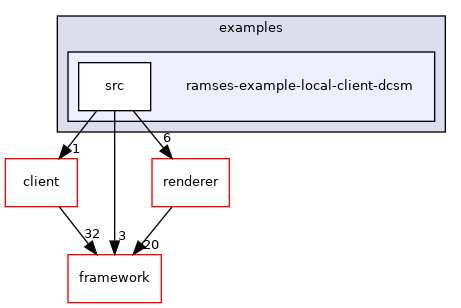 examples
src
ramses-example-local-client-dcsm
1
6
client
renderer
32
3
20
framework